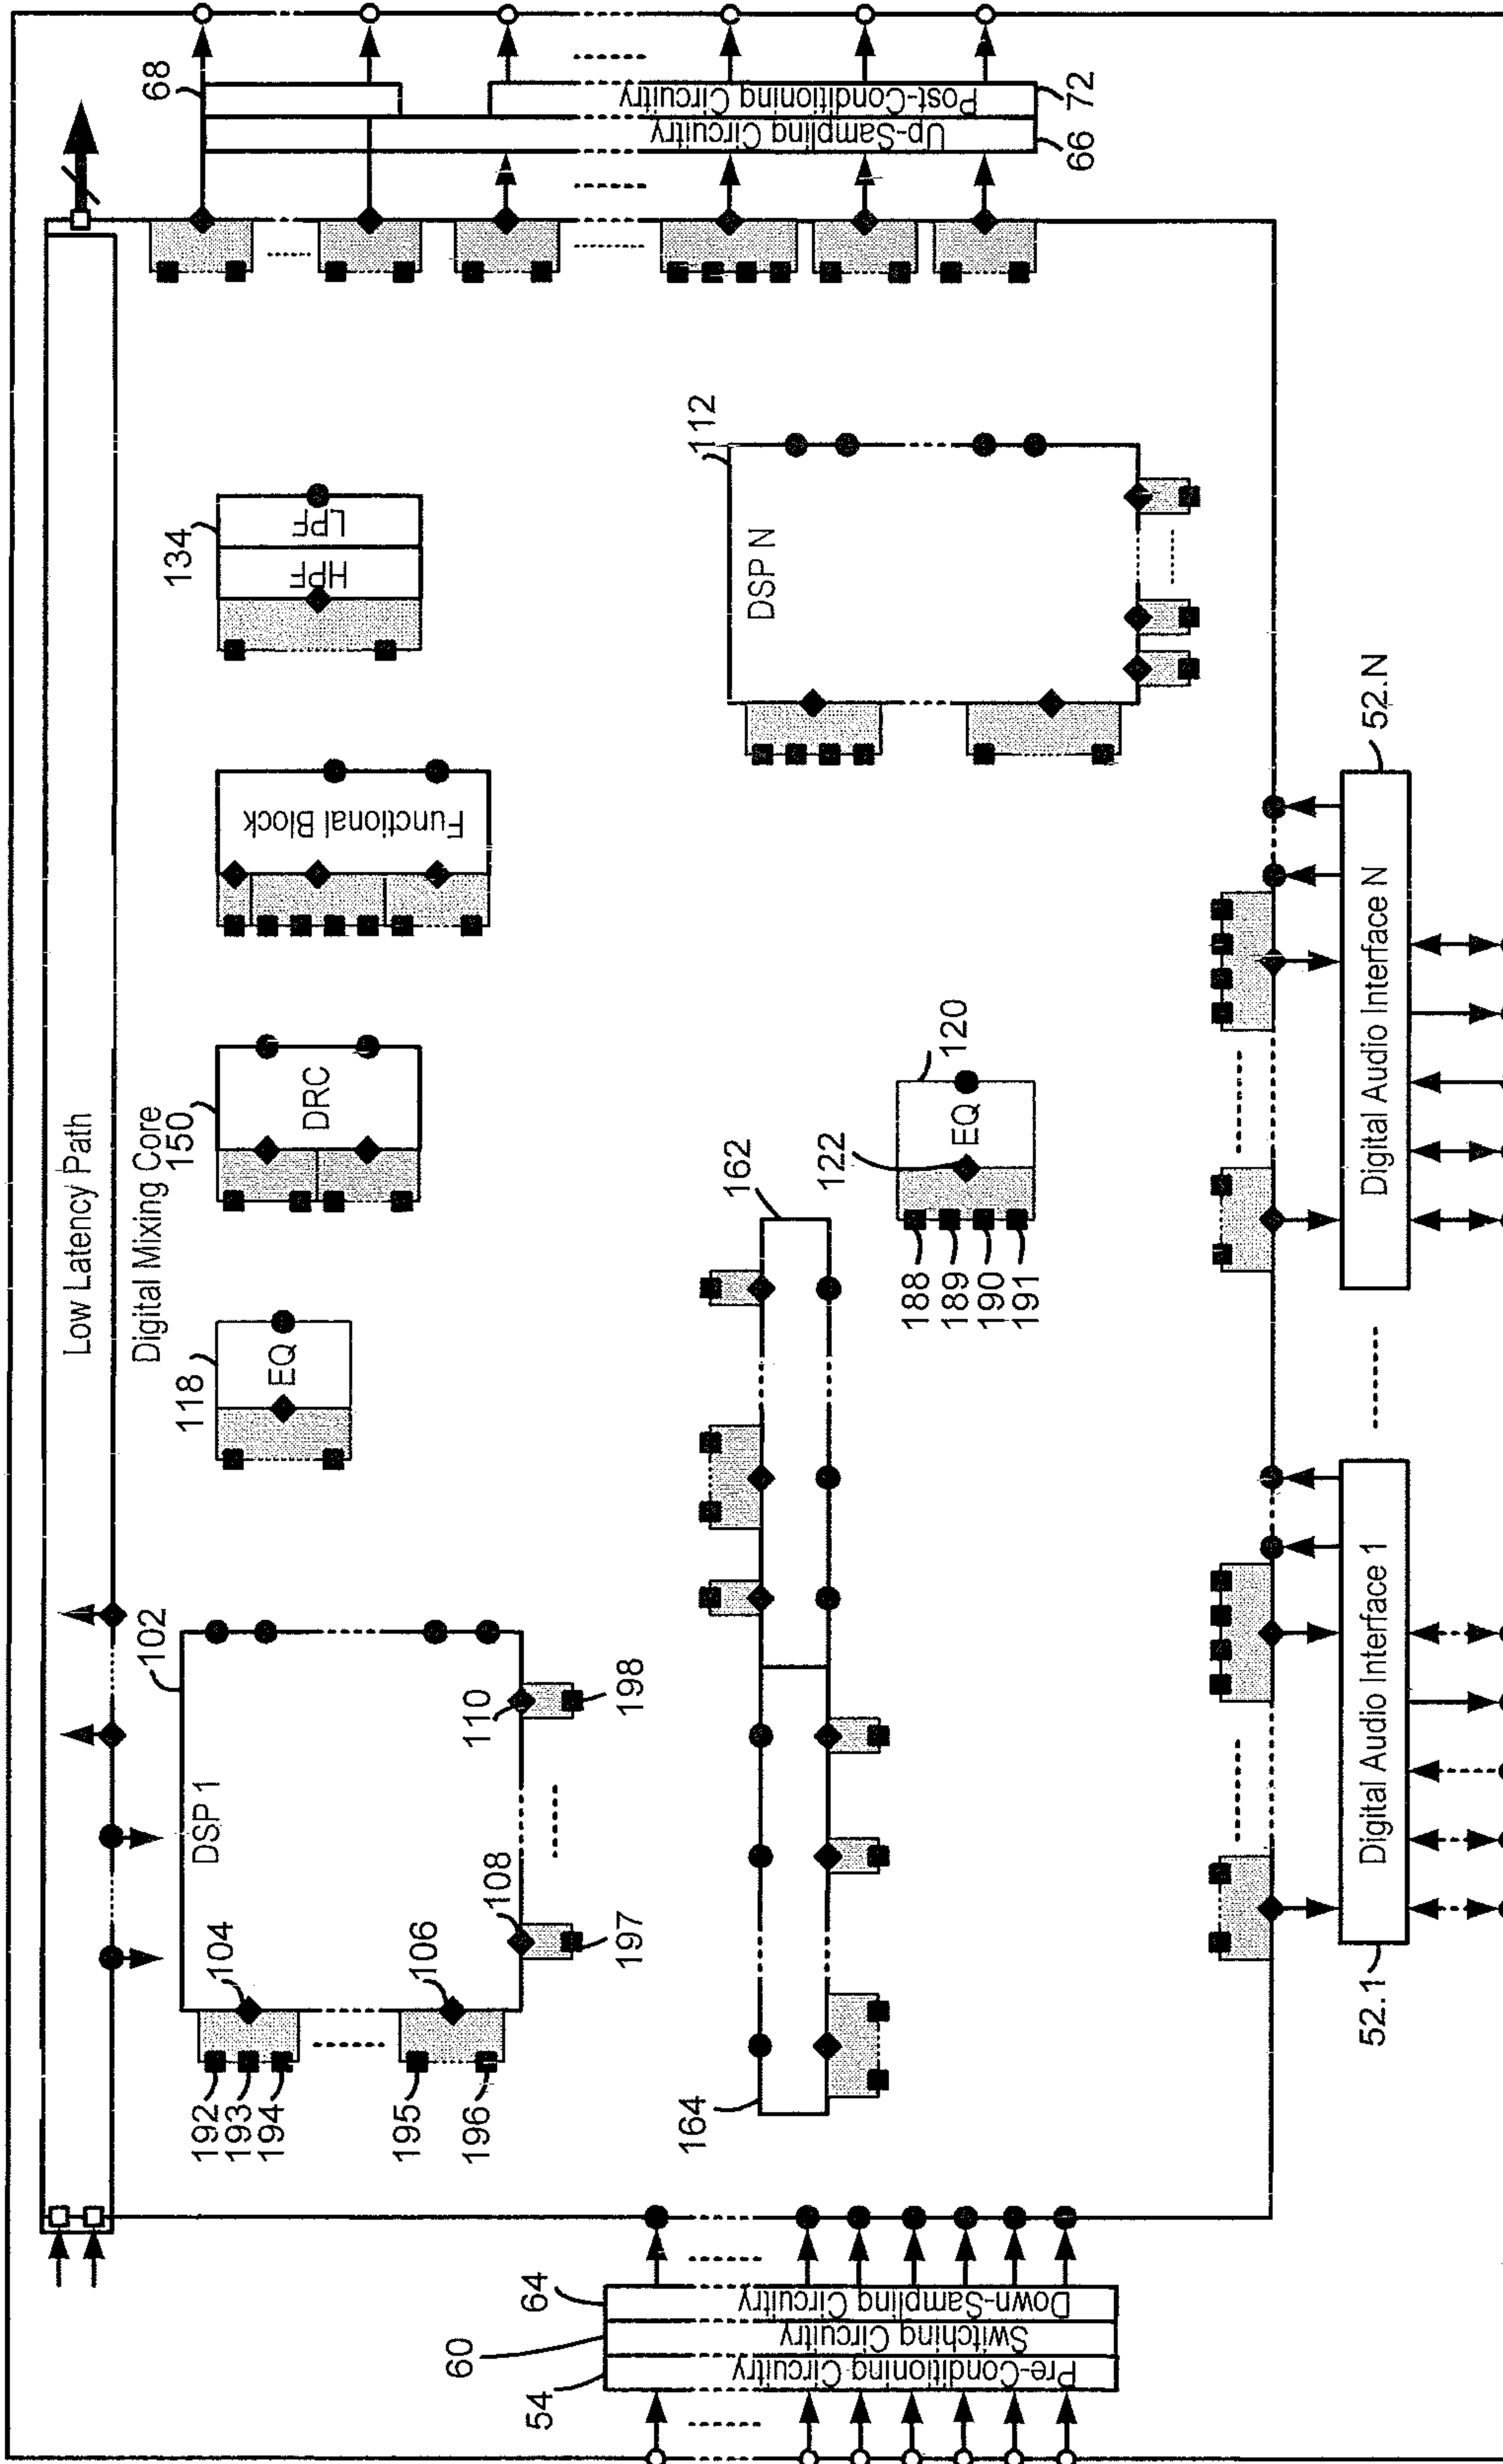 Low Latency Path
Digital Mixing Core
68
Post-Conditioning Circuitry
72
Up-Sampling Circuitry
66
134
HPF
LPF
Functional Block
150
DRC
118
EQ
102
DSP 1
104
106
108
110
192
193
194
195
196
197
198
112
DSP N
120
EQ
122
188
189
190
191
162
164
64
60
54
Down-Sampling Circuitry
Switching Circuitry
Pre-Conditioning Circuitry
52.1
Digital Audio Interface 1
Digital Audio Interface N
52.N